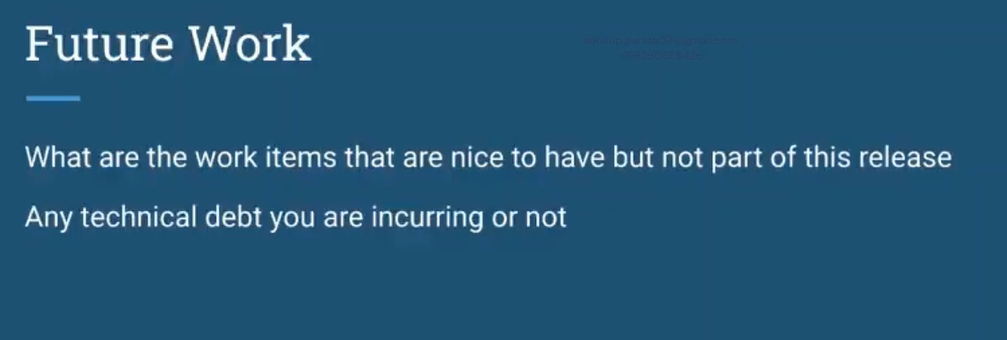 Future Work
What are the work items that are nice to have but not part of this release
Any technical debt you are incurring or not